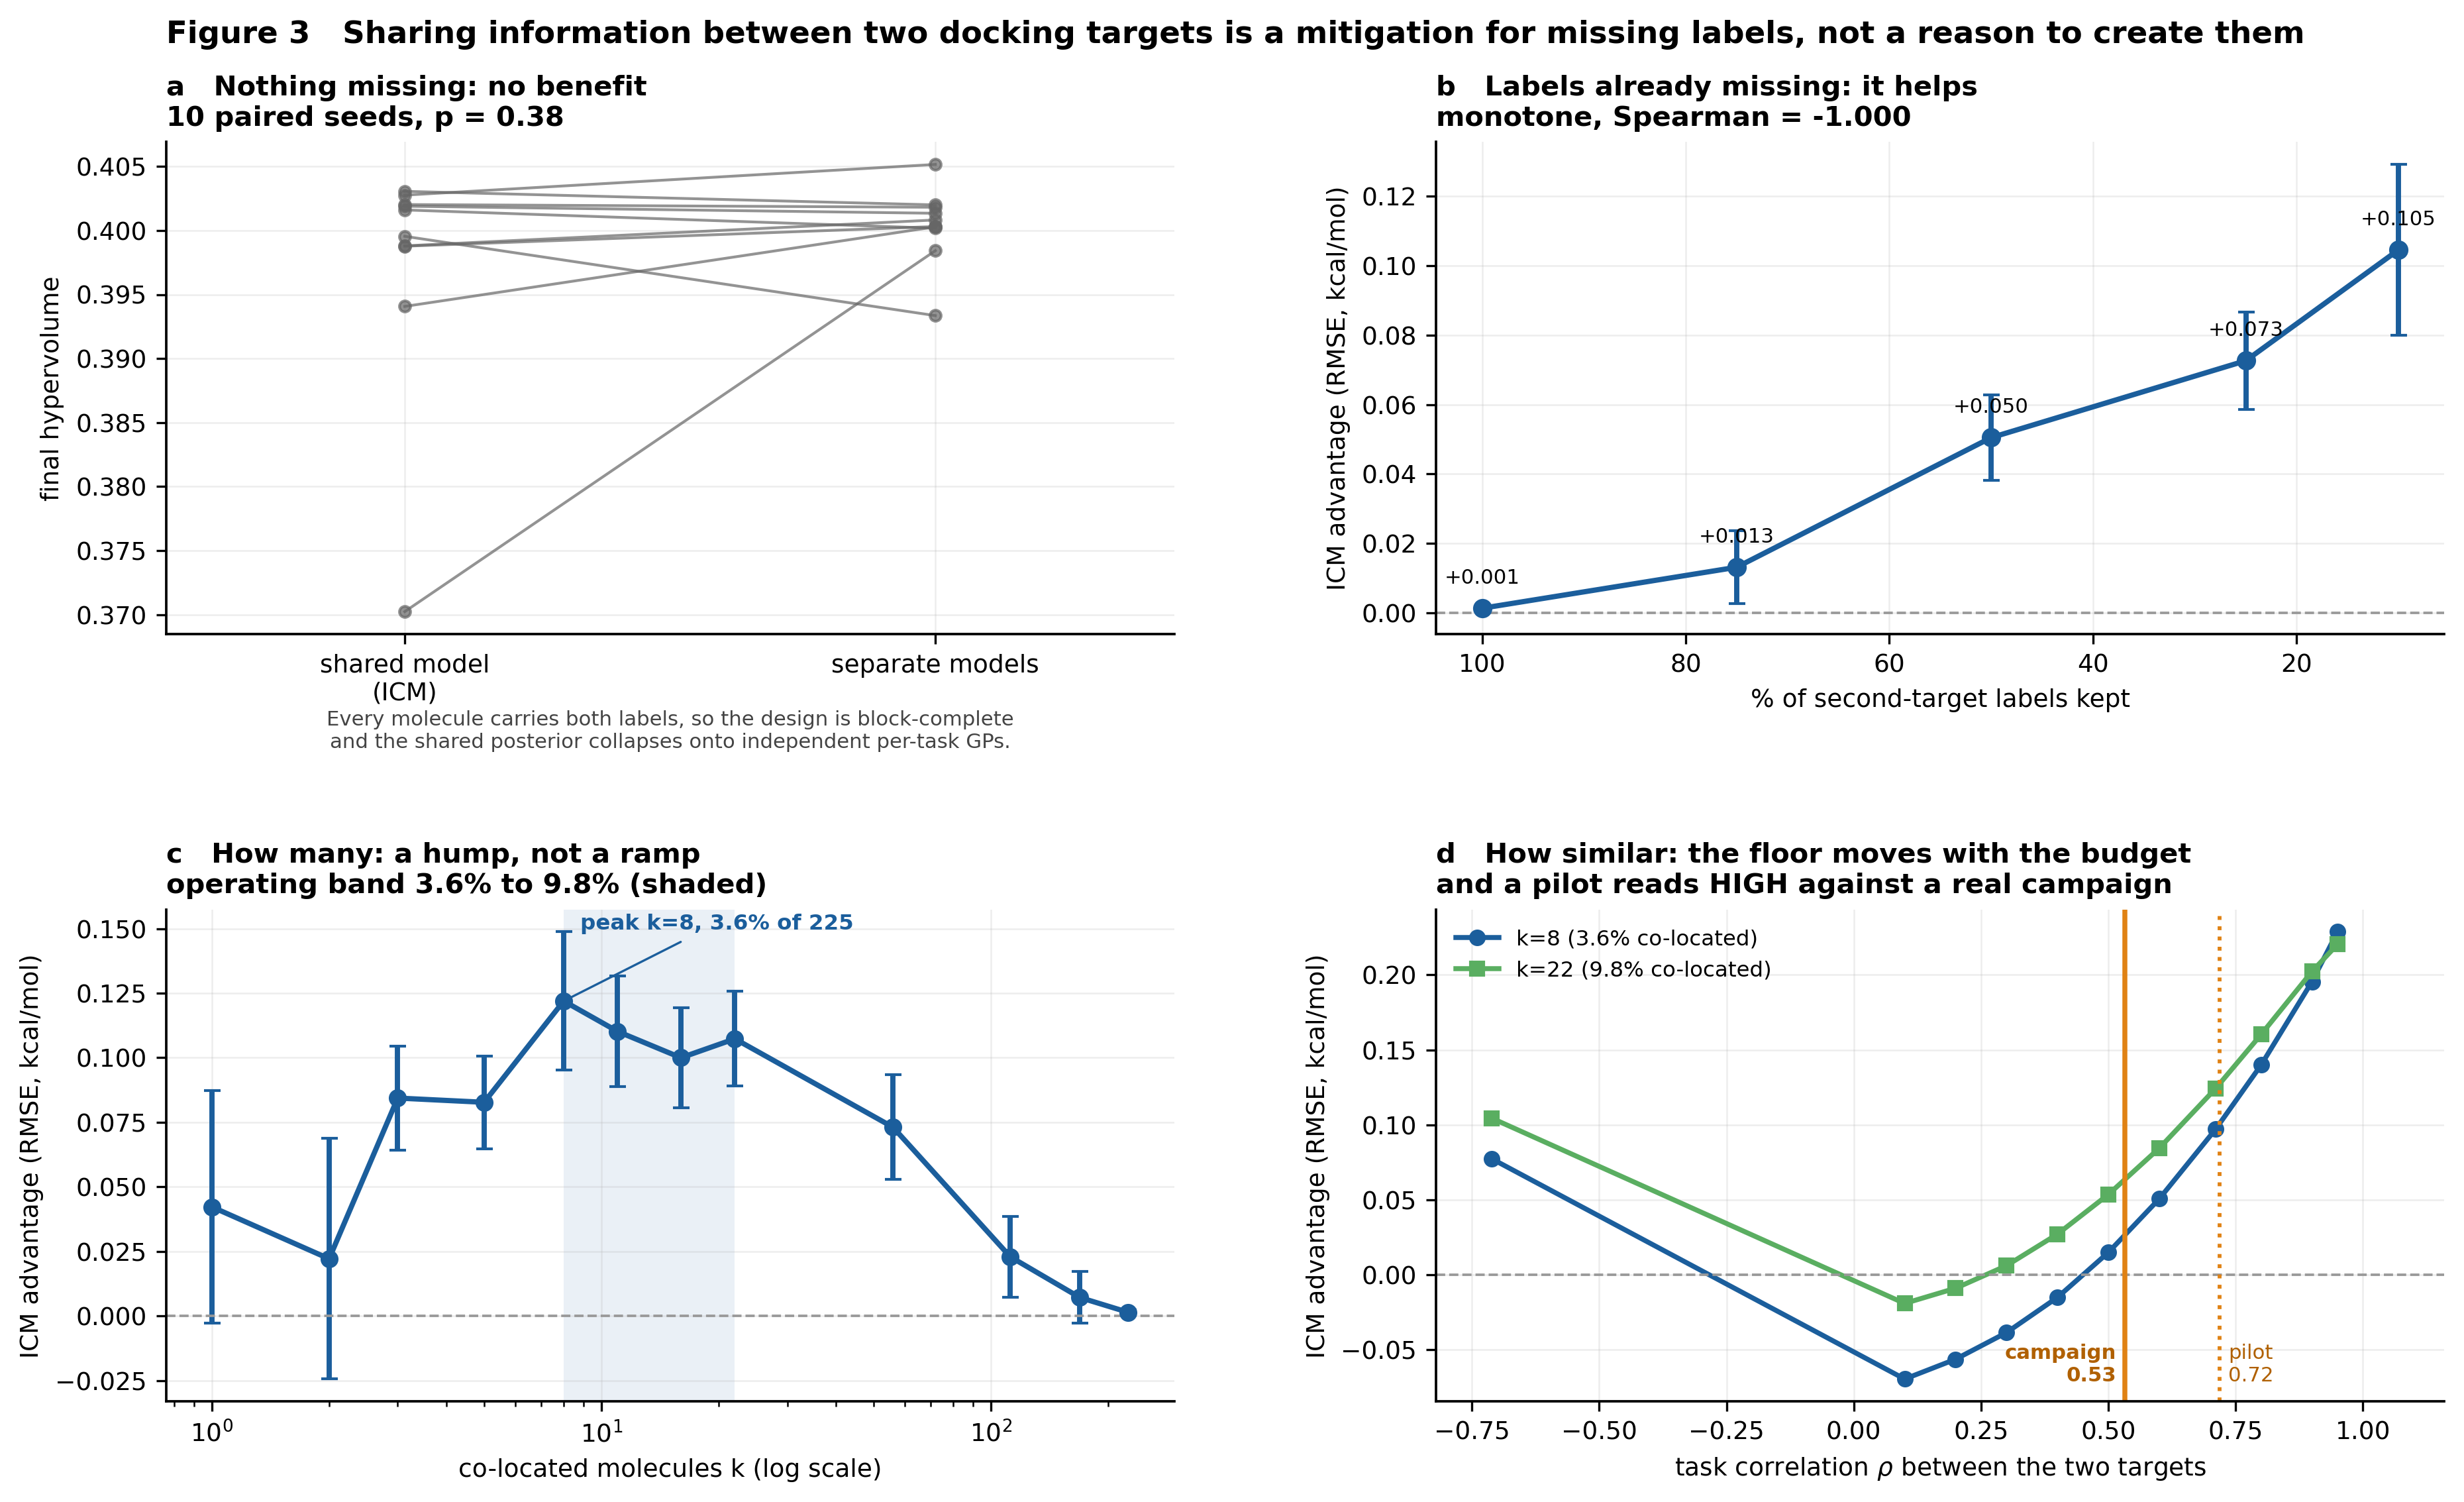 Figure 3   Sharing information between two docking targets is a mitigation for missing labels, not a reason to create them
a   Nothing missing: no benefit
10 paired seeds, p = 0.38
0.405
0.400
0.395
0.390
0.385
0.380
0.375
0.370
final hypervolume
shared model
(ICM)
separate models
Every molecule carries both labels, so the design is block-complete
and the shared posterior collapses onto independent per-task GPs.
b   Labels already missing: it helps
monotone, Spearman = -1.000
0.12
0.10
0.08
0.06
0.04
0.02
0.00
ICM advantage (RMSE, kcal/mol)
+0.001
+0.013
+0.050
+0.073
+0.105
100
80
60
40
20
% of second-target labels kept
c   How many: a hump, not a ramp
operating band 3.6% to 9.8% (shaded)
peak k=8, 3.6% of 225
0.150
0.125
0.100
0.075
0.050
0.025
0.000
−0.025
ICM advantage (RMSE, kcal/mol)
10⁰
10¹
10²
co-located molecules k (log scale)
d   How similar: the floor moves with the budget
and a pilot reads HIGH against a real campaign
k=8 (3.6% co-located)
k=22 (9.8% co-located)
0.20
0.15
0.10
0.05
0.00
−0.05
ICM advantage (RMSE, kcal/mol)
campaign
0.53
pilot
0.72
−0.75
−0.50
−0.25
0.00
0.25
0.50
0.75
1.00
task correlation ρ between the two targets